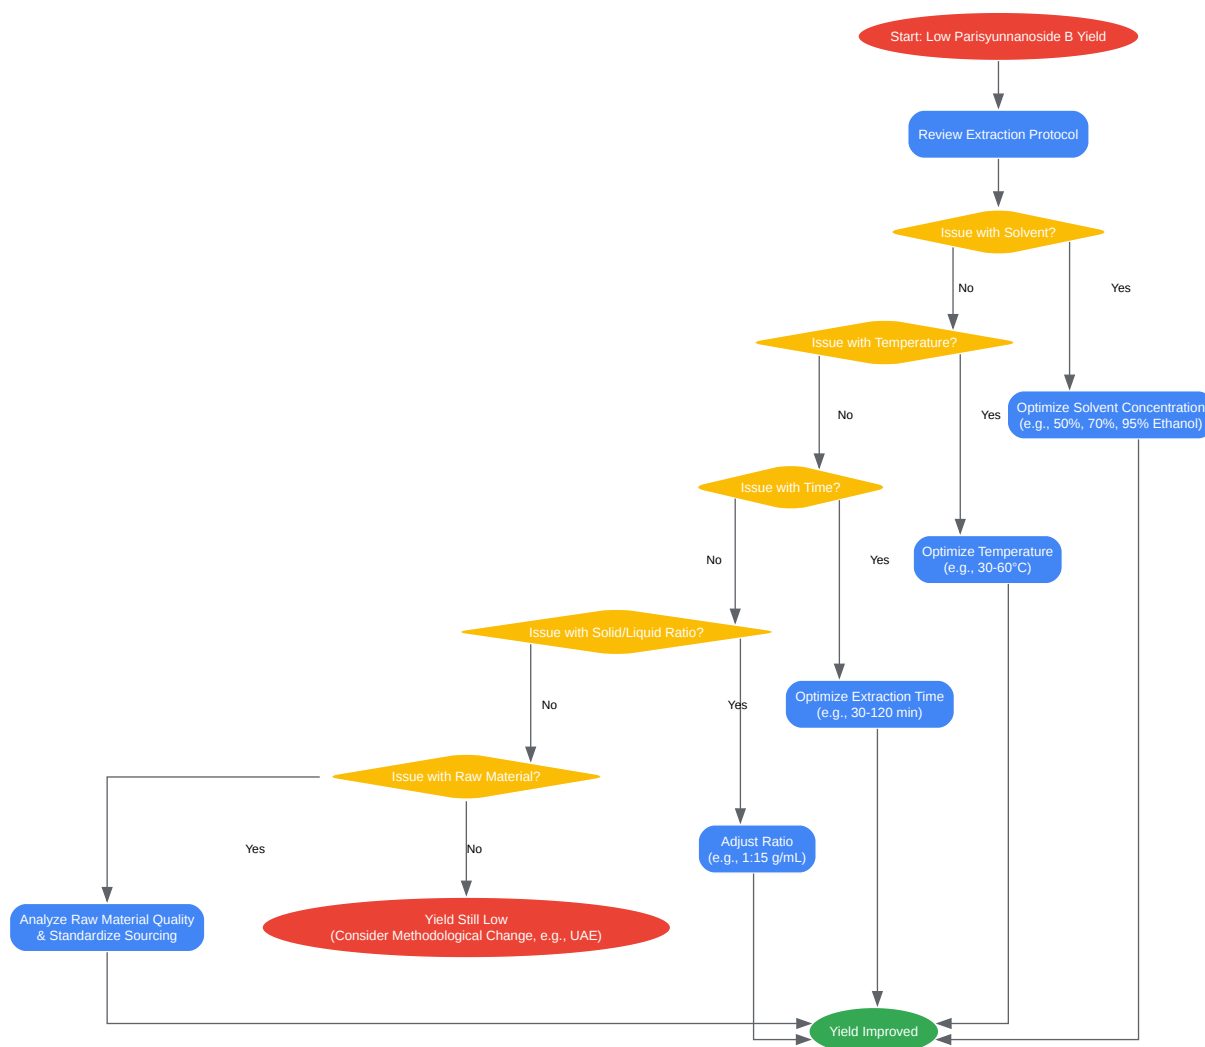 Start: Low Parisyunnanoside B Yield
Review Extraction Protocol
Issue with Solvent?
No
Yes
Issue with Temperature?
No
Yes
Optimize Solvent Concentration
(e.g., 50%, 70%, 95% Ethanol)
Issue with Time?
No
Yes
Optimize Temperature
(e.g., 30-60°C)
Issue with Solid/Liquid Ratio?
No
Yes
Optimize Extraction Time
(e.g., 30-120 min)
Issue with Raw Material?
Yes
No
Adjust Ratio
(e.g., 1:15 g/mL)
Analyze Raw Material Quality
& Standardize Sourcing
Yield Still Low
(Consider Methodological Change, e.g., UAE)
Yield Improved